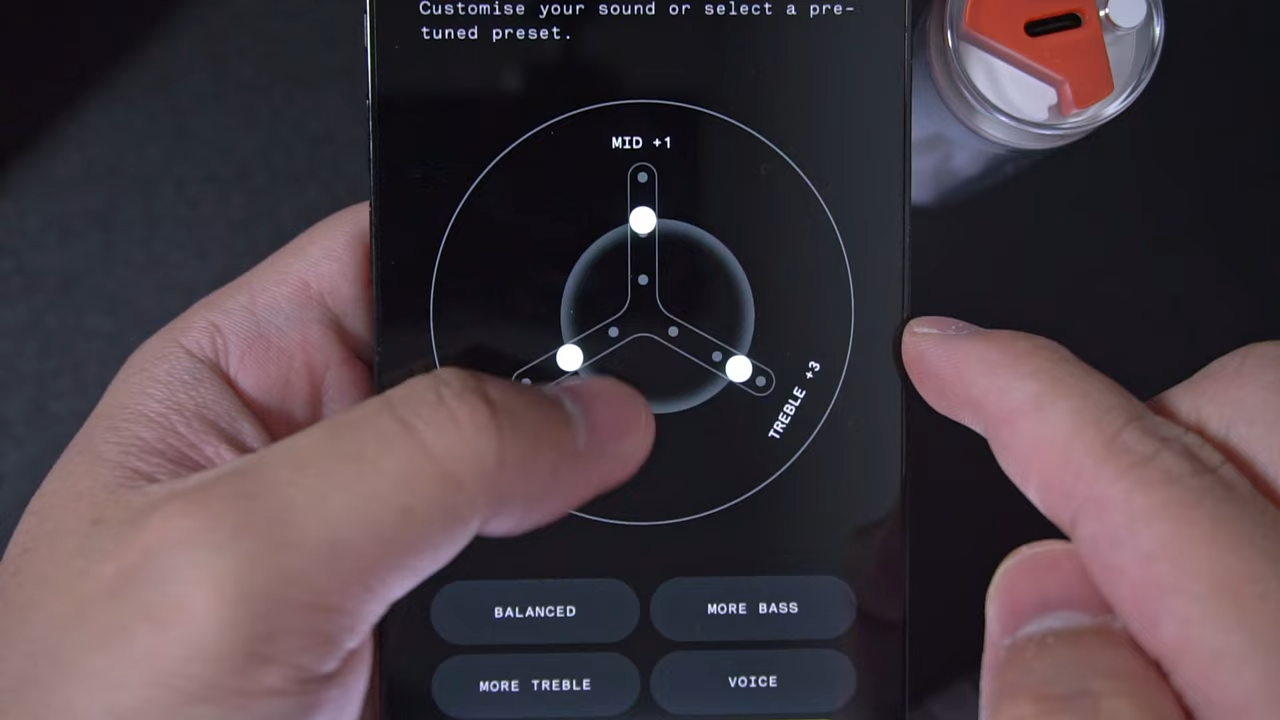 Customise your sound or select a pre-
tuned preset.
MID +1
TREBLE +3
BALANCED
MORE BASS
MORE TREBLE
VOICE